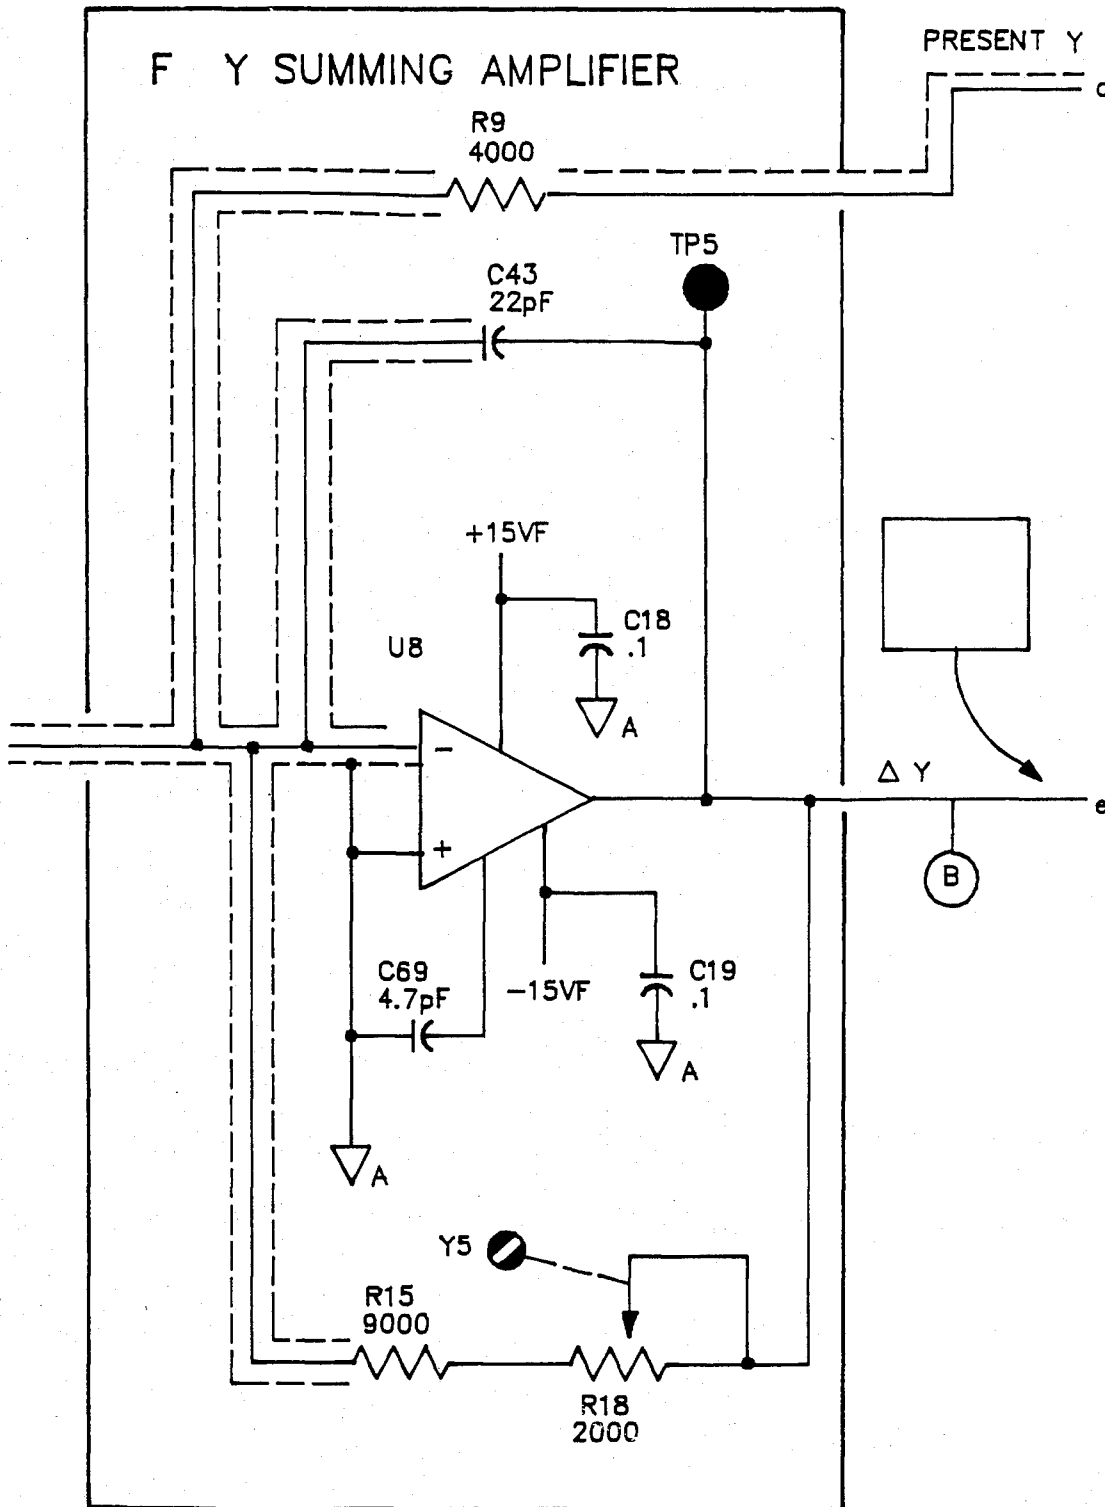 PRESENT Y
F Y SUMMING AMPLIFIER
R9
4000
TP5
C43
22pF
+15VF
C18
.1
U8
A
-
+
Δ Y
e
B
C69
4.7pF
-15VF
C19
.1
A
A
Y5
R15
9000
R18
2000